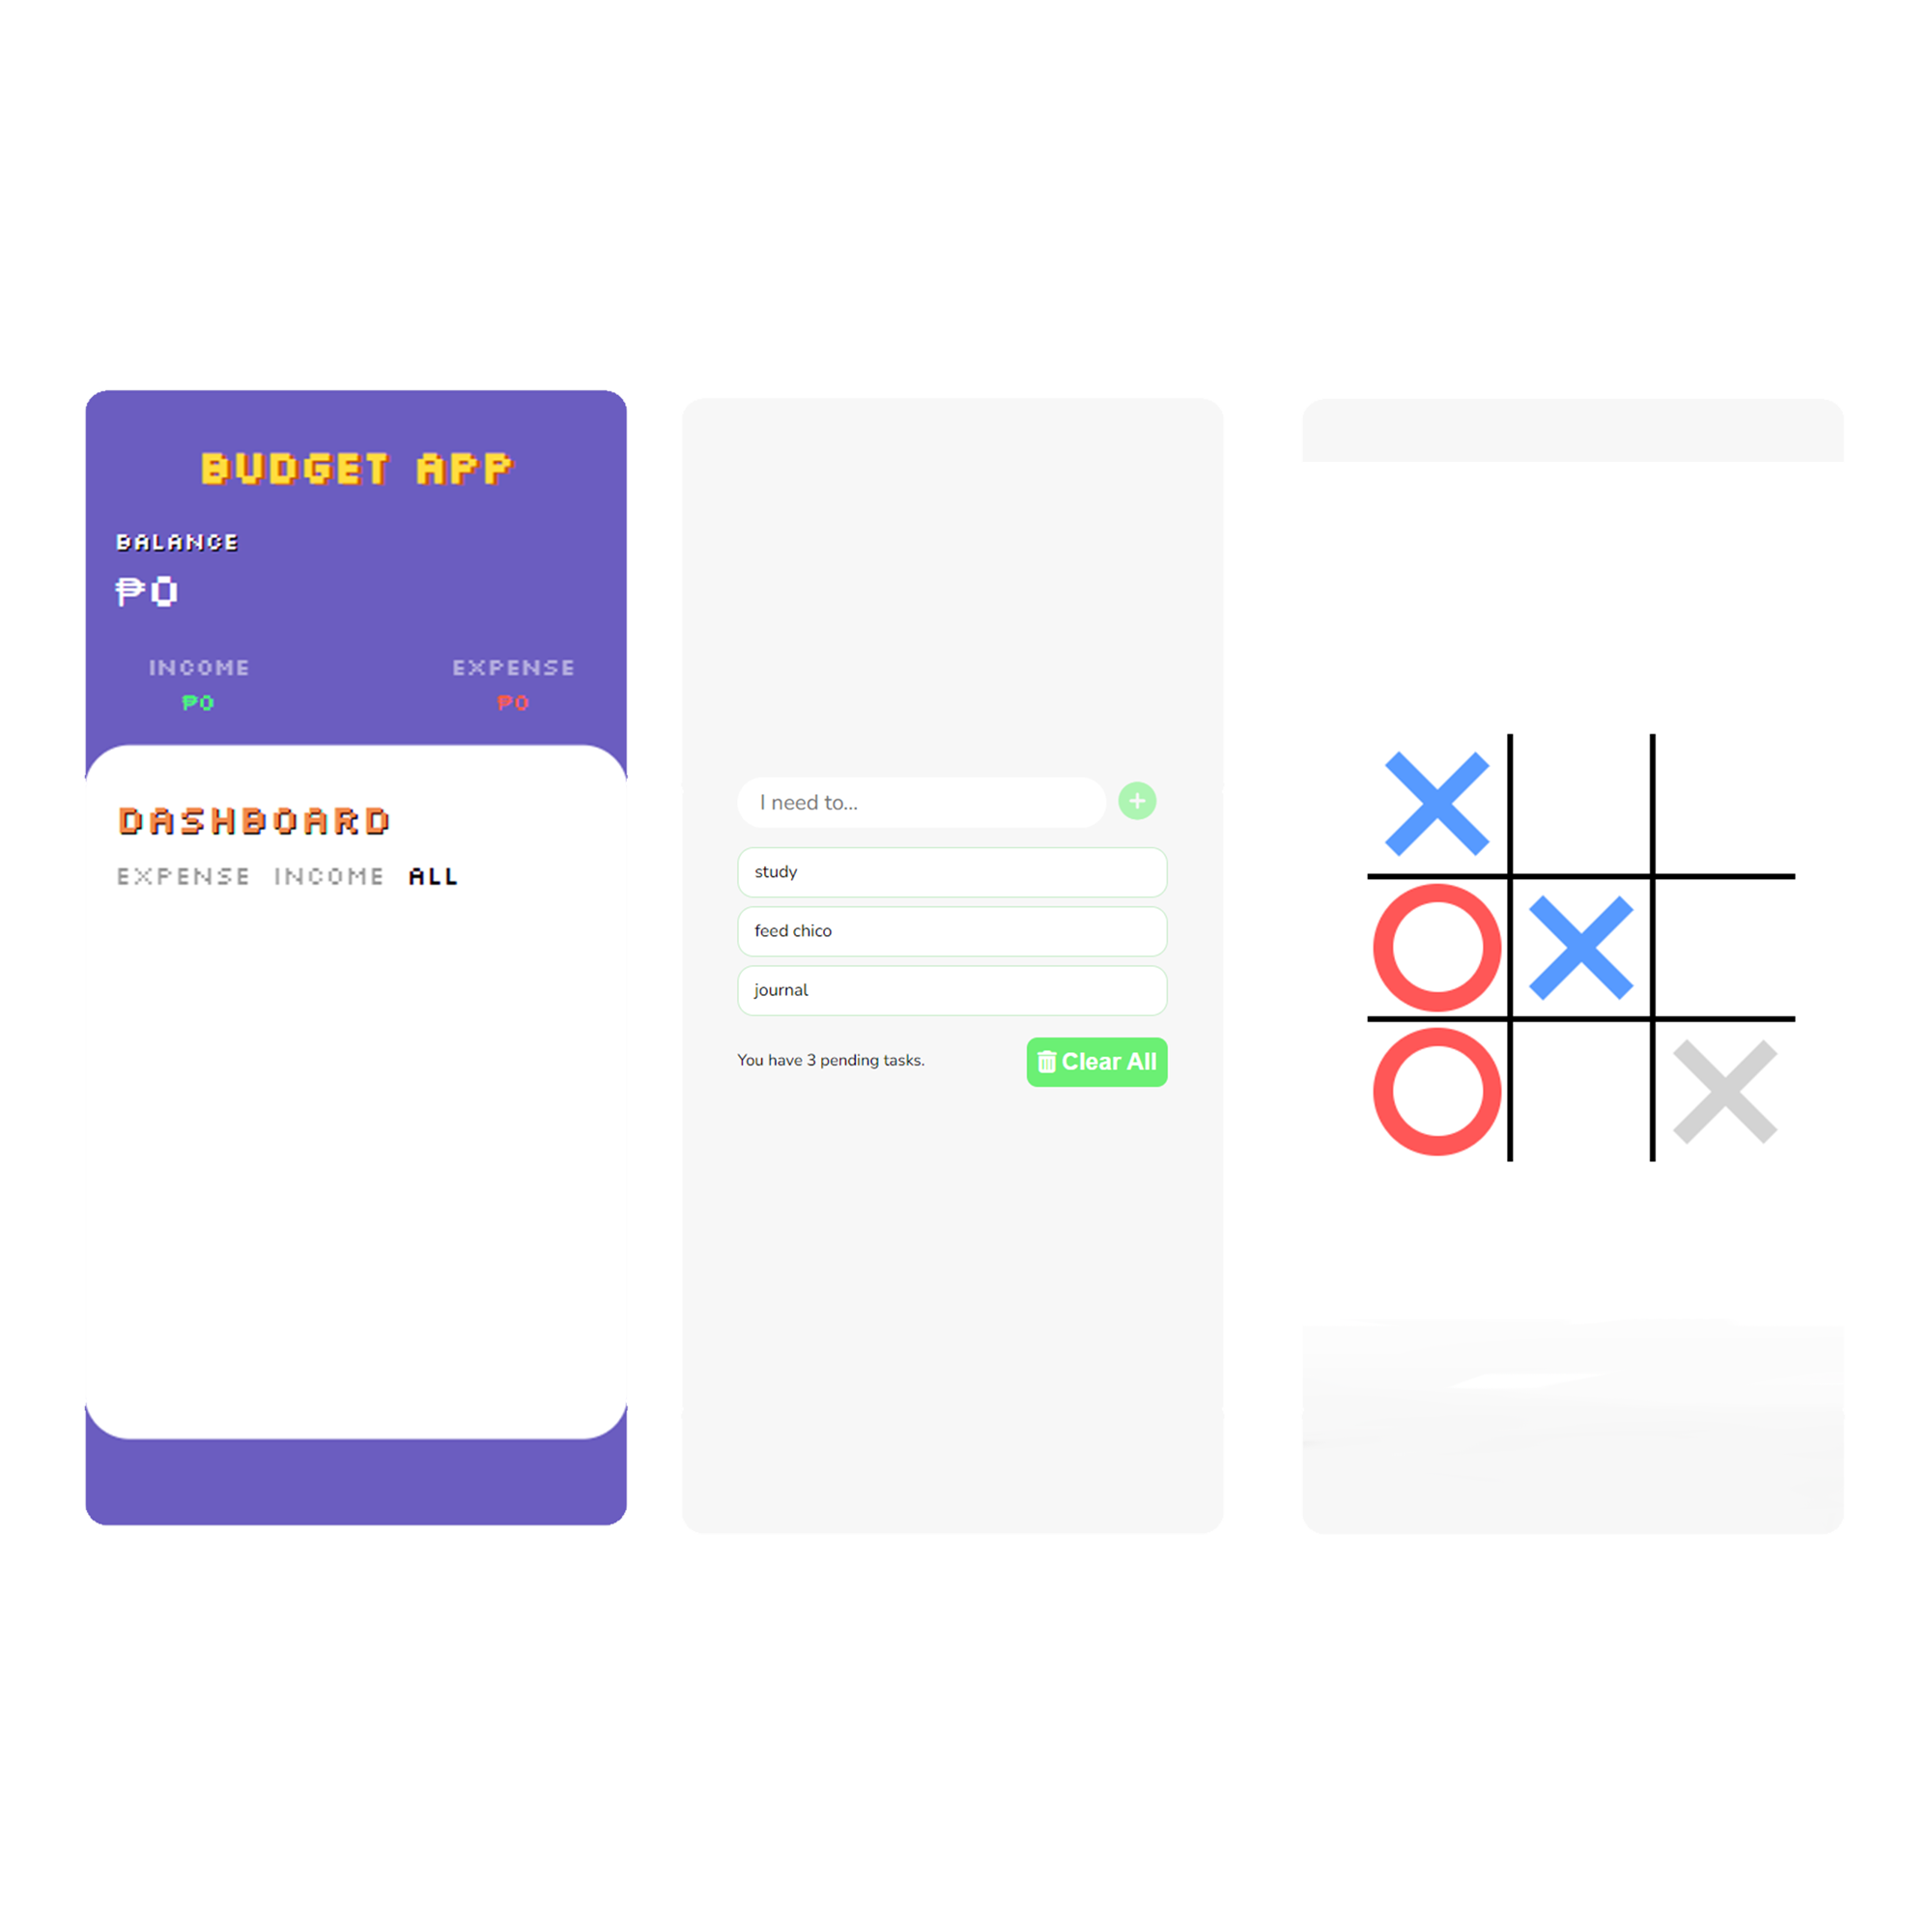 BUDGET APP
BALANCE
₱0
INCOME EXPENSE
₱0 ₱0
DASHBOARD
EXPENSE INCOME ALL
I need to...
study
feed chico
journal
You have 3 pending tasks.
Clear All